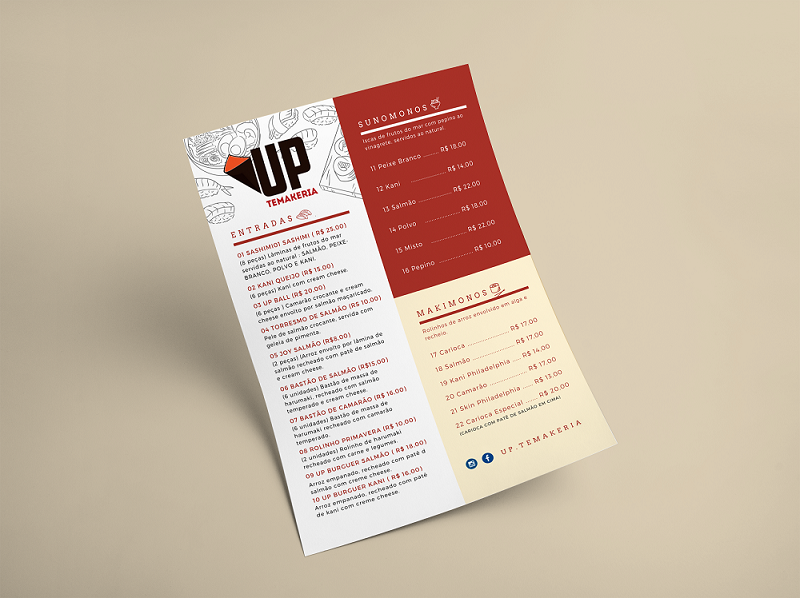 UP
TEMAKERIA
ENTRADAS
01 SASHIMI01 SASHIMI ( R$ 25,00)
(5 peças) Lâminas de frutos do mar
servidas ao natural : SALMÃO, PEIXE-
BRANCO, POLVO E KANI.
02 KANI QUEIJO (R$ 15,00)
(6 peças) Kani com cream cheese.
03 UP BALL (R$ 20,00)
(6 peças ) Camarão crocante e cream
cheese envolto por salmão maçaricado.
04 TORRESMO DE SALMÃO (R$ 10,00)
Pele de salmão crocante, servida com
geleia de pimenta.
05 JOY SALMÃO (R$8,00)
(2 peças) (Arroz envolto por lâmina de
salmão recheado com patê de salmão
e cream cheese.
06 BASTÃO DE SALMÃO (R$15,00)
(6 unidades) Bastão de massa de
harumaki, recheado com salmão
temperado e cream cheese.
07 BASTÃO DE CAMARÃO (R$ 16,00)
(6 unidades) Bastão de massa de
harumaki recheado com camarão
temperado.
08 ROLINHO PRIMAVERA (R$ 10,00)
(2 unidades) Rolinho de harumaki
recheado com carne e legumes.
09 UP BURGUER SALMÃO ( R$ 18,00)
Arroz empanado, recheado com patê d
salmão com creme cheese.
10 UP BURGUER KANI ( R$ 16,00)
Arroz empanado, recheado com patê
de kani com creme cheese.
SUNOMONOS
Iscas de frutos do mar com pepino ao
vinagrete, servidos ao natural.
11 Peixe Branco ........ R$ 18,00
12 Kani ................ R$ 14,00
13 Salmão .............. R$ 22,00
14 Polvo ............... R$ 18,00
15 Misto ............... R$ 22,00
16 Pepino .............. R$ 10,00
MAKIMONOS
Rolinhos de arroz envolvido em alga e
recheio.
17 Carioca ................ R$ 17,00
18 Salmão ................ R$ 17,00
19 Kani Philadelphia ..... R$ 14,00
20 Camarão ............... R$ 17,00
21 Skin Philadelphia ..... R$ 13,00
22 Carioca Especial ...... R$ 20,00
(CARIOCA COM PATÊ DE SALMÃO EM CIMA)
UP.TEMAKERIA